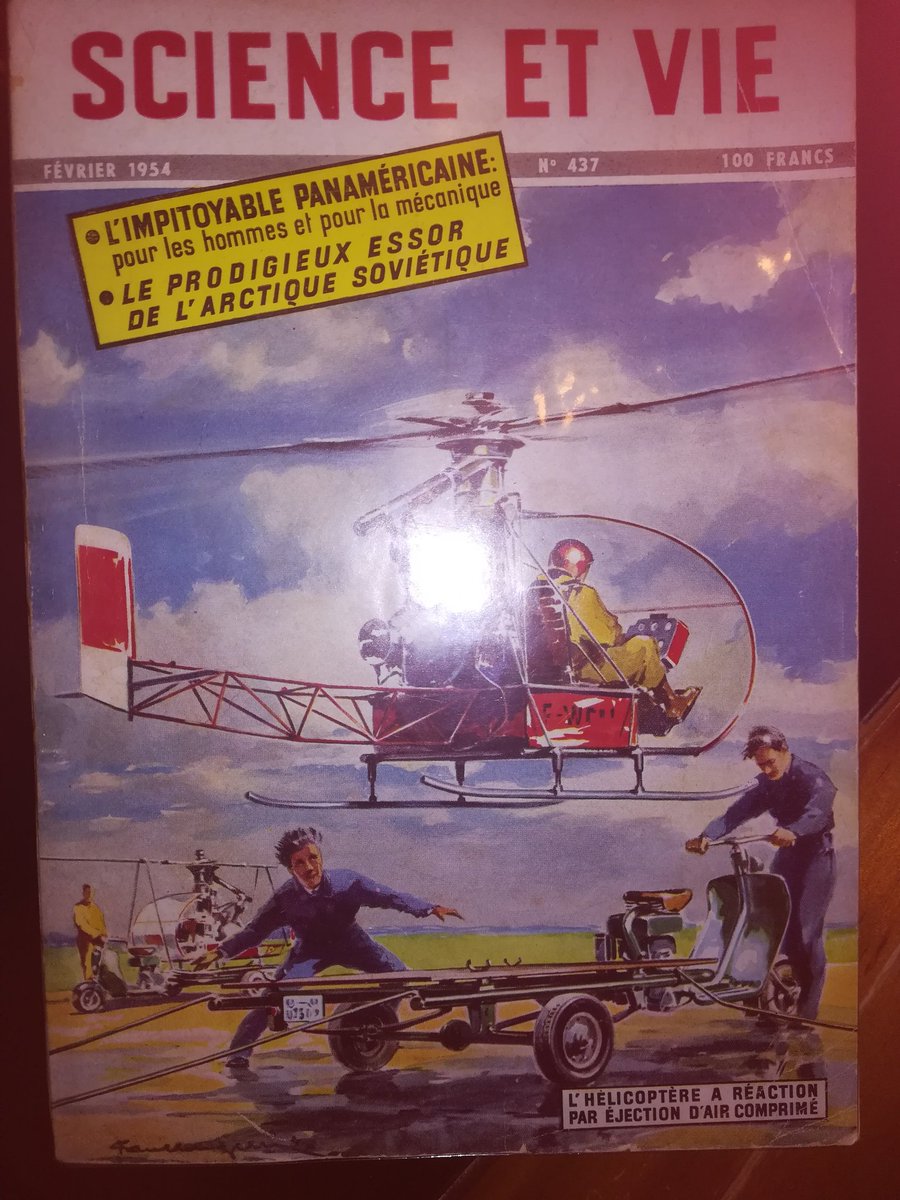 SCIENCE ET VIE
FÉVRIER 1954
N° 437
100 FRANCS
• L'IMPITOYABLE PANAMÉRICAINE:
pour les hommes et pour la mécanique
• LE PRODIGIEUX ESSOR
DE L'ARCTIQUE SOVIÉTIQUE
L'HÉLICOPTÈRE A RÉACTION
PAR ÉJECTION D'AIR COMPRIMÉ